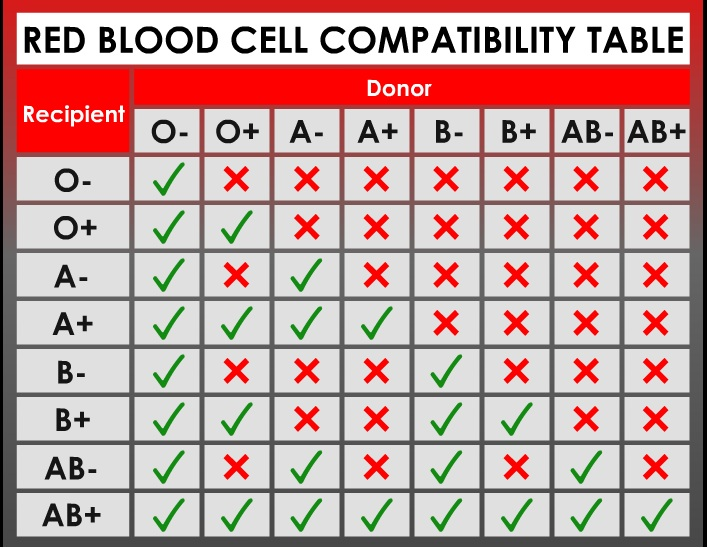 RED BLOOD CELL COMPATIBILITY TABLE
Donor
Recipient
O- O+ A- A+ B- B+ AB- AB+
O-
O+
A-
A+
B-
B+
AB-
AB+